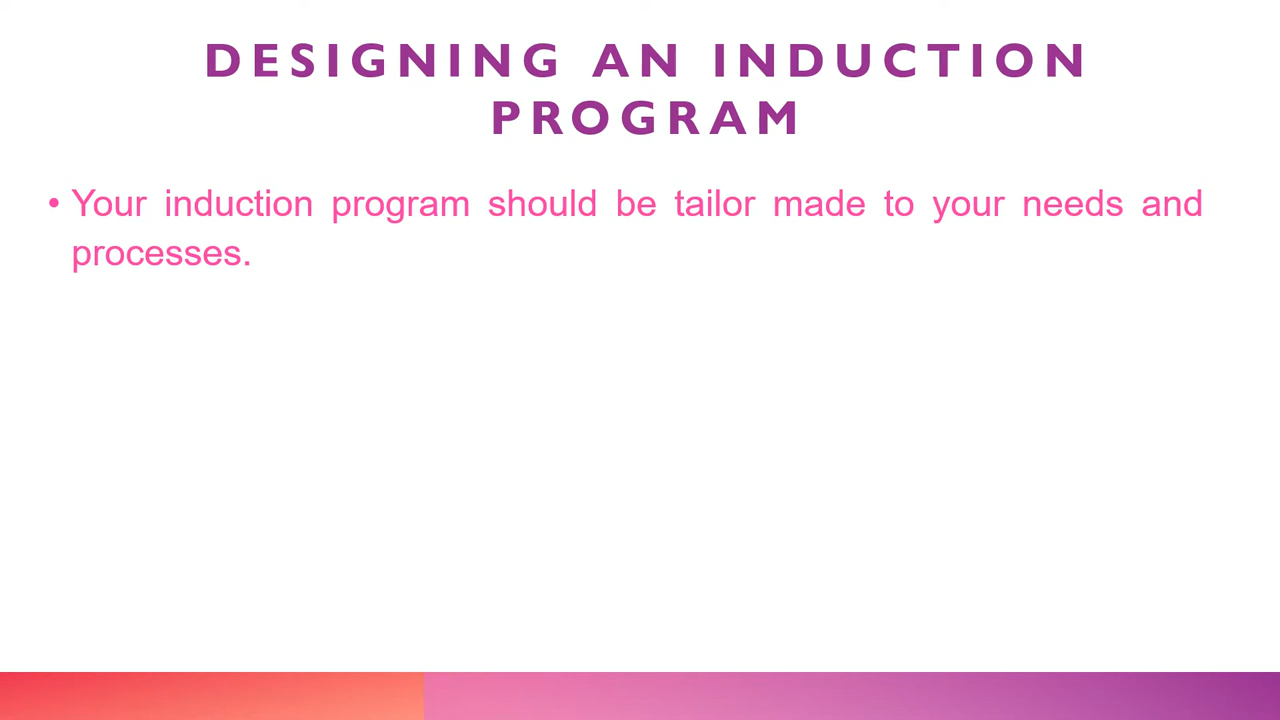 DESIGNING AN INDUCTION
PROGRAM
• Your induction program should be tailor made to your needs and
processes.